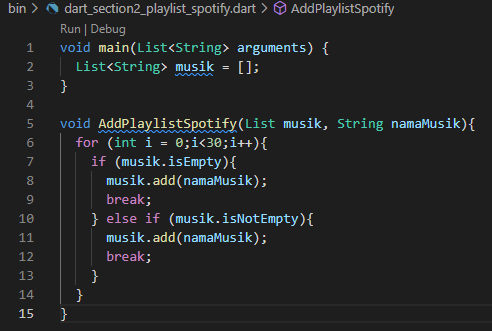 bin > dart_section2_playlist_spotify.dart > AddPlaylistSpotify
Run | Debug
1 void main(List<String> arguments) {
2   List<String> musik = [];
3 }
4
5 void AddPlaylistSpotify(List musik, String namaMusik){
6   for (int i = 0;i<30;i++){
7     if (musik.isEmpty){
8       musik.add(namaMusik);
9       break;
10     } else if (musik.isNotEmpty){
11       musik.add(namaMusik);
12       break;
13     }
14   }
15 }